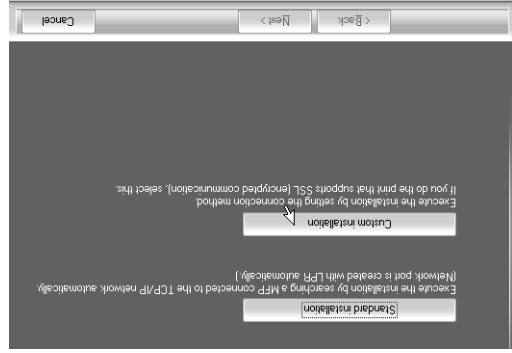 Standard installation
Execute the installation by searching a MFP connected to the TCP/IP network automatically.
(Network port is created with LPR automatically.)
Custom installation
Execute the installation by setting the connection method.
If you do the print that supports SSL (encrypted communication), select this.
< Back
Next >
Cancel